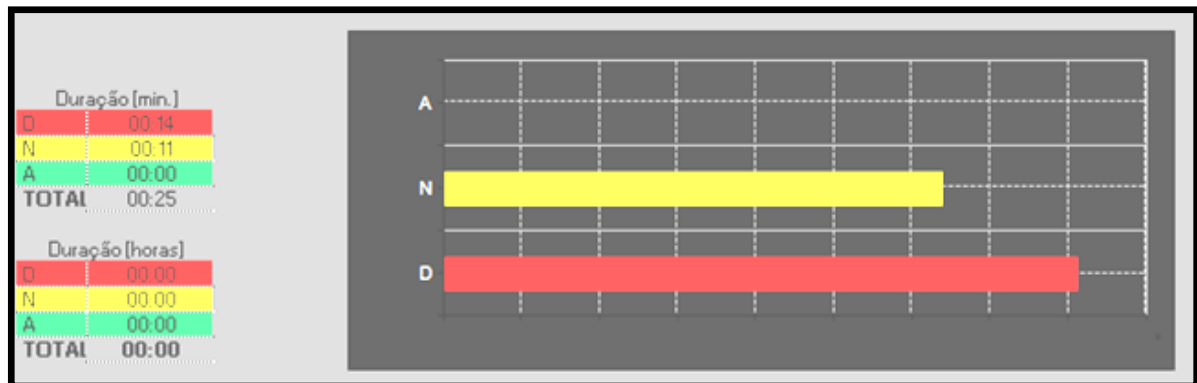 Duração [min.]
D 00:14
N 00:11
A 00:00
TOTAL 00:25
Duração [horas]
D 00:00
N 00:00
A 00:00
TOTAL 00:00
A
N
D